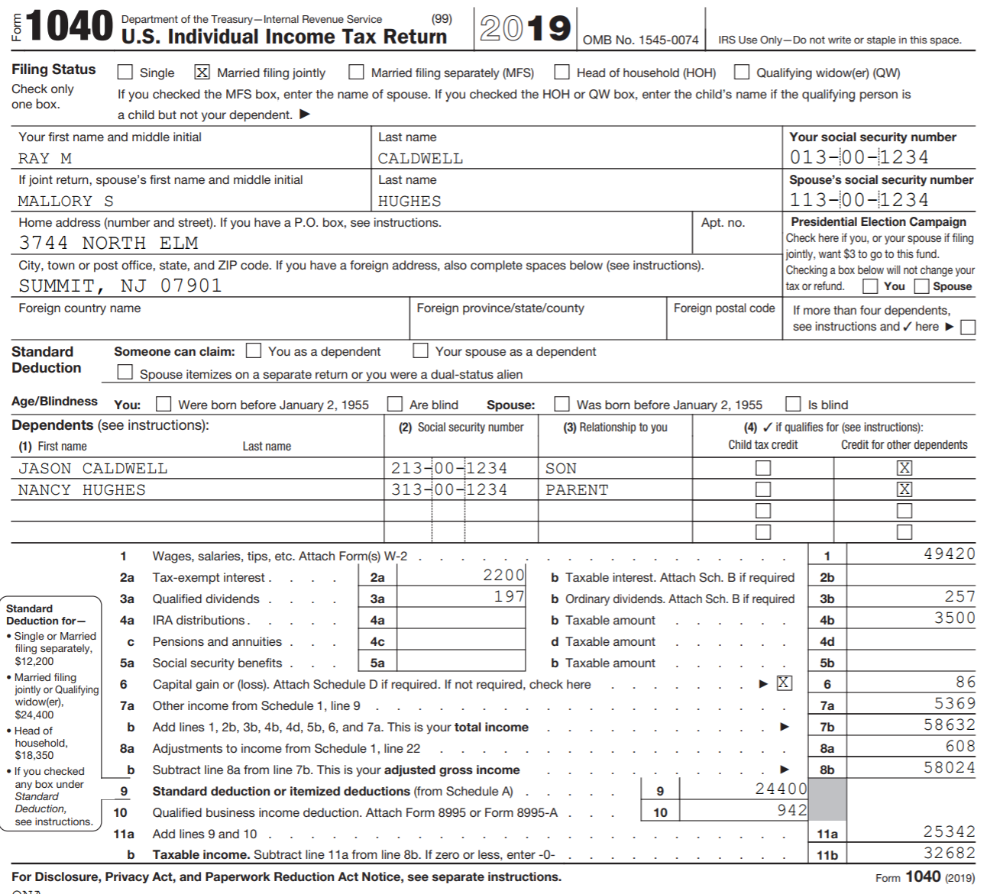 Form 1040 Department of the Treasury—Internal Revenue Service (99) U.S. Individual Income Tax Return 2019 OMB No. 1545-0074 IRS Use Only—Do not write or staple in this space.
Filing Status Single X Married filing jointly Married filing separately (MFS) Head of household (HOH) Qualifying widow(er) (QW)
Check only one box.
If you checked the MFS box, enter the name of spouse. If you checked the HOH or QW box, enter the child's name if the qualifying person is
a child but not your dependent. ▶
Your first name and middle initial Last name Your social security number
RAY M CALDWELL 013-00-1234
If joint return, spouse's first name and middle initial Last name Spouse's social security number
MALLORY S HUGHES 113-00-1234
Home address (number and street). If you have a P.O. box, see instructions. Apt. no.
3744 NORTH ELM
City, town or post office, state, and ZIP code. If you have a foreign address, also complete spaces below (see instructions).
SUMMIT, NJ 07901
Presidential Election Campaign
Check here if you, or your spouse if filing
jointly, want $3 to go to this fund.
Checking a box below will not change your
tax or refund. You Spouse
Foreign country name Foreign province/state/county Foreign postal code
If more than four dependents,
see instructions and ✓ here ▶
Standard Deduction
Someone can claim: You as a dependent Your spouse as a dependent
Spouse itemizes on a separate return or you were a dual-status alien
Age/Blindness You: Were born before January 2, 1955 Are blind Spouse: Was born before January 2, 1955 Is blind
Dependents (see instructions): (2) Social security number (3) Relationship to you (4) ✓ if qualifies for (see instructions):
(1) First name Last name Child tax credit Credit for other dependents
JASON CALDWELL 213-00-1234 SON X
NANCY HUGHES 313-00-1234 PARENT X
1 Wages, salaries, tips, etc. Attach Form(s) W-2 1 49420
2a Tax-exempt interest 2a 2200 b Taxable interest. Attach Sch. B if required 2b
3a Qualified dividends 3a 197 b Ordinary dividends. Attach Sch. B if required 3b 257
4a IRA distributions 4a b Taxable amount 4b 3500
c Pensions and annuities 4c d Taxable amount 4d
5a Social security benefits 5a b Taxable amount 5b
6 Capital gain or (loss). Attach Schedule D if required. If not required, check here ▶ X 6 86
7a Other income from Schedule 1, line 9 7a 5369
b Add lines 1, 2b, 3b, 4b, 4d, 5b, 6, and 7a. This is your total income ▶ 7b 58632
8a Adjustments to income from Schedule 1, line 22 8a 608
b Subtract line 8a from line 7b. This is your adjusted gross income ▶ 8b 58024
9 Standard deduction or itemized deductions (from Schedule A) 9 24400
10 Qualified business income deduction. Attach Form 8995 or Form 8995-A 10 942
11a Add lines 9 and 10 11a 25342
b Taxable income. Subtract line 11a from line 8b. If zero or less, enter -0- 11b 32682
Standard
Deduction for—
• Single or Married
filing separately,
$12,200
• Married filing
jointly or Qualifying
widow(er),
$24,400
• Head of
household,
$18,350
• If you checked
any box under
Standard
Deduction,
see instructions.
For Disclosure, Privacy Act, and Paperwork Reduction Act Notice, see separate instructions. Form 1040 (2019)